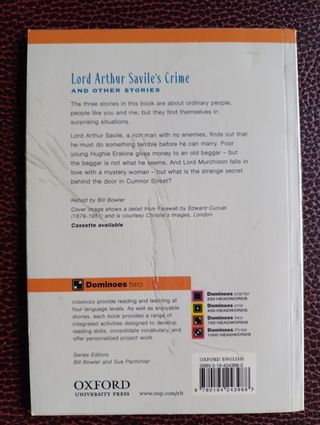 Lord Arthur Savile's Crime
AND OTHER STORIES
The three stories in this book are about ordinary people,
people like you and me; but they find themselves in
surprising situations.
Lord Arthur Savile, a rich man with no enemies, finds out that
he must do something terrible before he can marry. Poor
young Hughie Erskine gives money to an old beggar – but
the beggar is not what he seems. And Lord Murchison falls in
love with a mystery woman – but what is the strange secret
behind the door in Cumnor Street?
Retold by Bill Bowler
Cover image shows a detail from Farewell by Edward Cucuel
(1879-1951) and is courtesy Christie's Images, London
Cassette available
Dominoes two
DOMINOES provide reading and learning at
four language levels. As well as enjoyable
stories, each book provides a range of
integrated activities designed to develop
reading skills, consolidate vocabulary, and
offer personalized project work.
Series Editors
Bill Bowler and Sue Parminter
Dominoes starter
250 HEADWORDS
Dominoes one
400 HEADWORDS
Dominoes two
700 HEADWORDS
Dominoes three
1000 HEADWORDS
OXFORD
UNIVERSITY PRESS
www.oup.com/elt
OXFORD ENGLISH
ISBN 0-19-424398-2
9 780194 243988